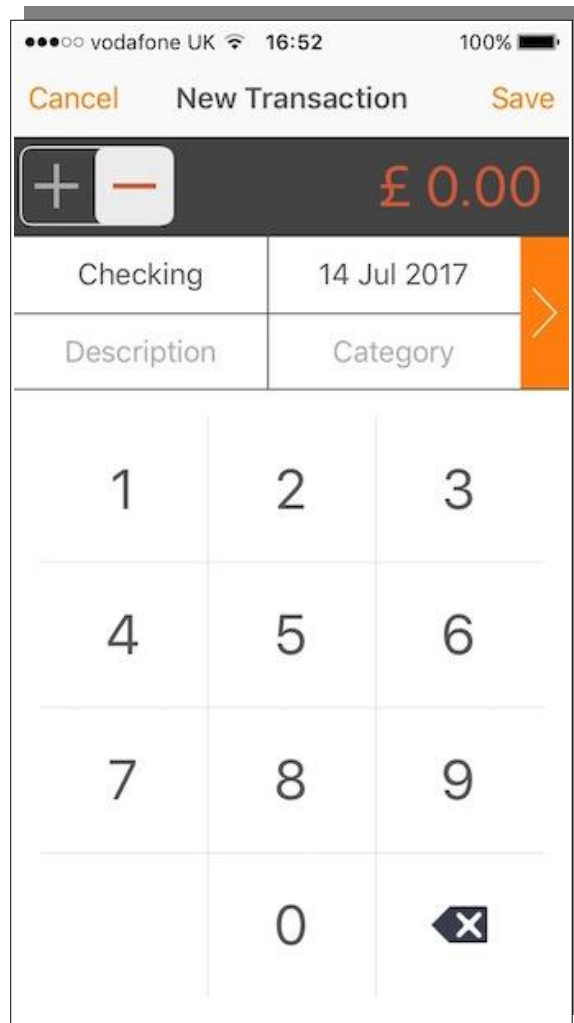 vodafone UK 16:52 100%
Cancel New Transaction Save
+ − £ 0.00
Checking 14 Jul 2017
Description Category
1 2 3
4 5 6
7 8 9
0